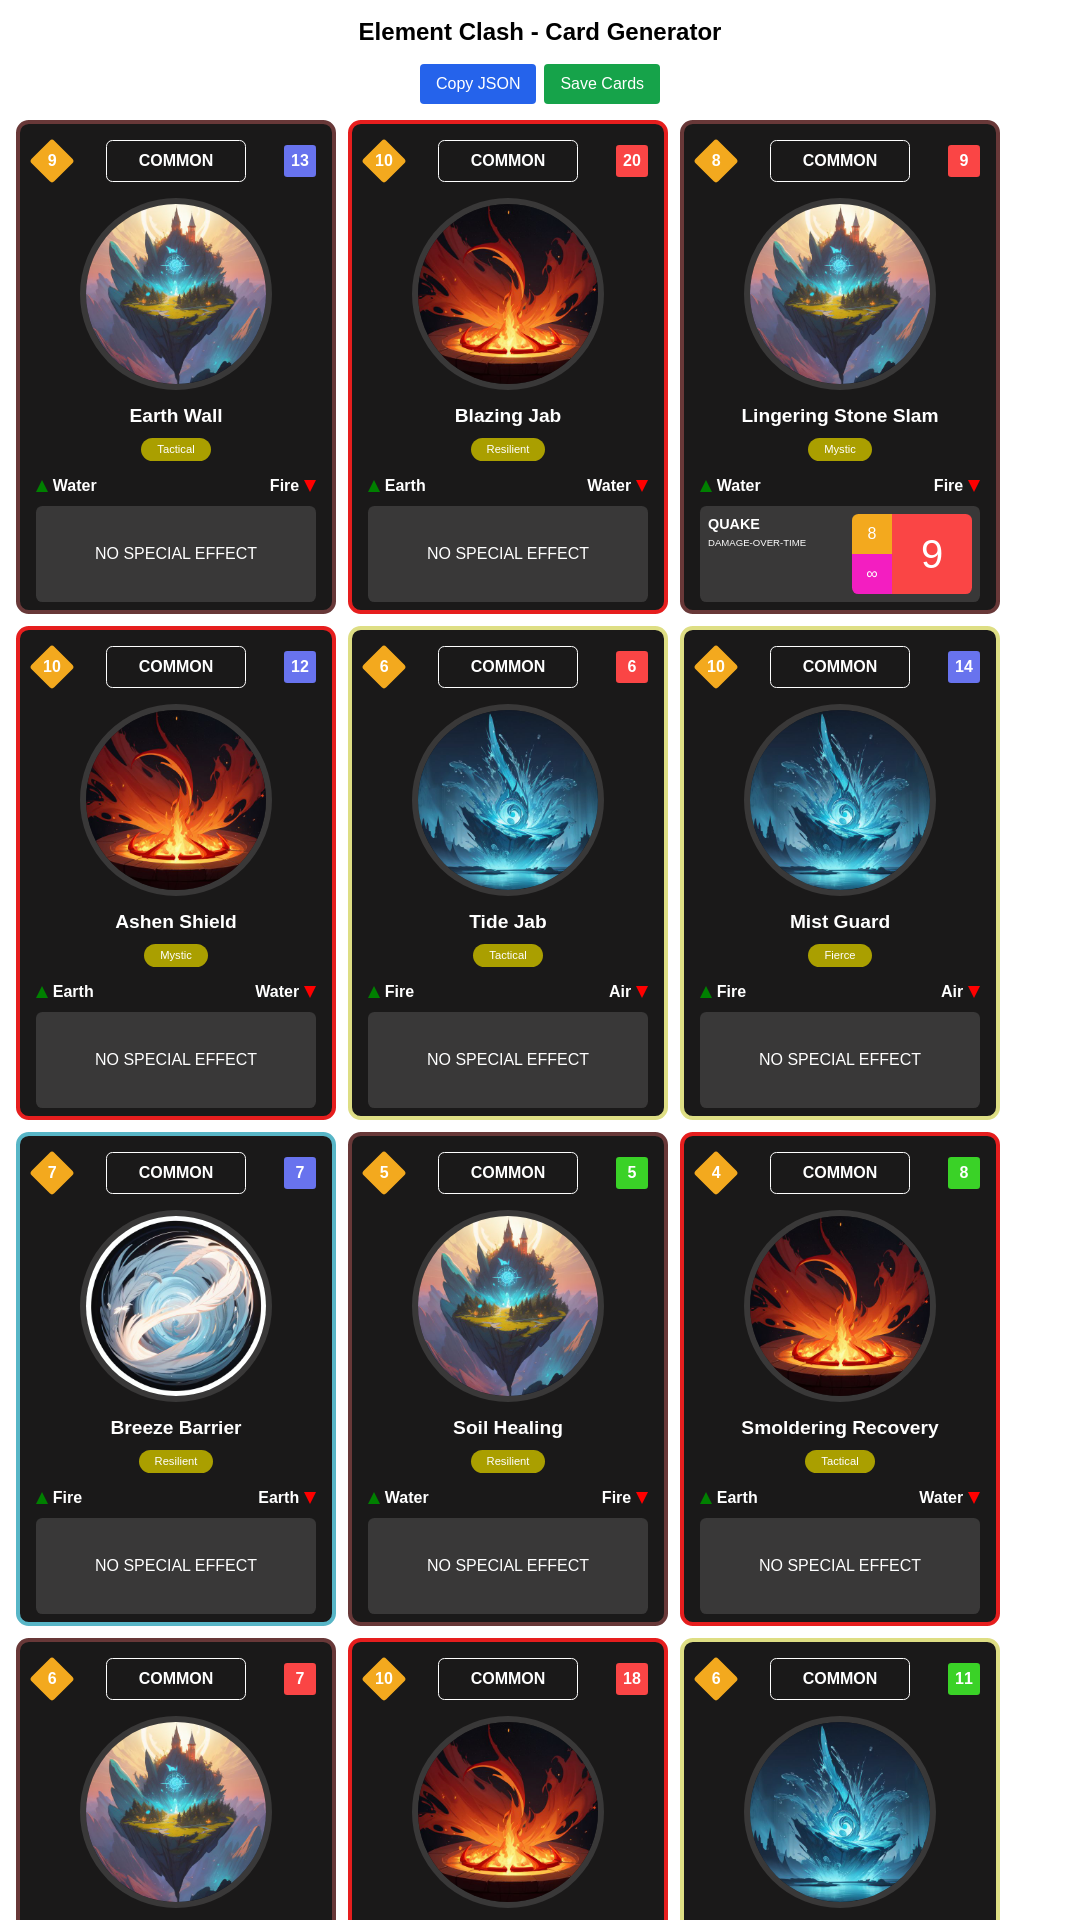 Element Clash - Card Generator
Copy JSON Save Cards
9 COMMON 13
Earth Wall
Tactical
Water Fire
NO SPECIAL EFFECT
10 COMMON 20
Blazing Jab
Resilient
Earth Water
NO SPECIAL EFFECT
8 COMMON 9
Lingering Stone Slam
Mystic
Water Fire
QUAKE
DAMAGE-OVER-TIME
8
∞
9
10 COMMON 12
Ashen Shield
Mystic
Earth Water
NO SPECIAL EFFECT
6 COMMON 6
Tide Jab
Tactical
Fire Air
NO SPECIAL EFFECT
10 COMMON 14
Mist Guard
Fierce
Fire Air
NO SPECIAL EFFECT
7 COMMON 7
Breeze Barrier
Resilient
Fire Earth
NO SPECIAL EFFECT
5 COMMON 5
Soil Healing
Resilient
Water Fire
NO SPECIAL EFFECT
4 COMMON 8
Smoldering Recovery
Tactical
Earth Water
NO SPECIAL EFFECT
6 COMMON 7
10 COMMON 18
6 COMMON 11